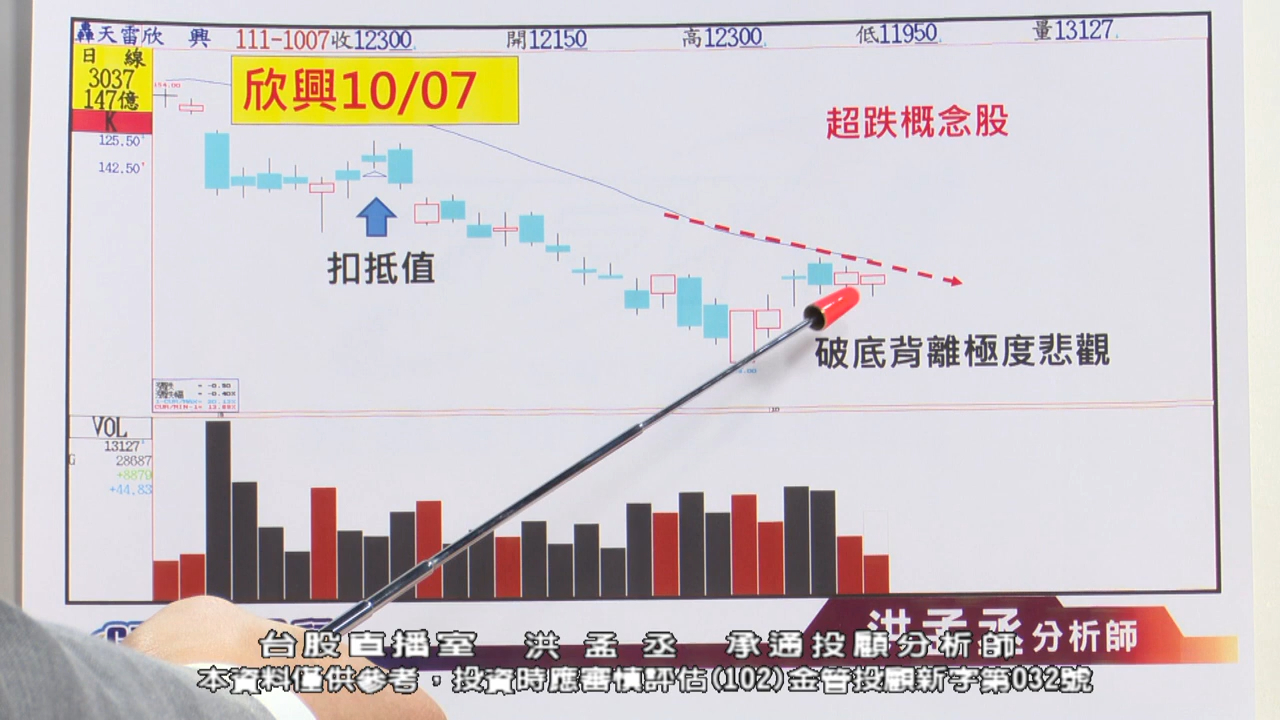 轟天雷欣 興 111-1007收12300 開12150 高12300 低11950 量13127
日 線
3037
147億
K
125.50
142.50
154.00
欣興10/07
超跌概念股
扣抵值
破底背離極度悲觀
VOL
13127
28687
+8879
+44.83
洪孟丞分析師
台股直播室 洪孟丞 承通投顧分析師
本資料僅供參考，投資時應審慎評估(102)金管投顧新字第032號